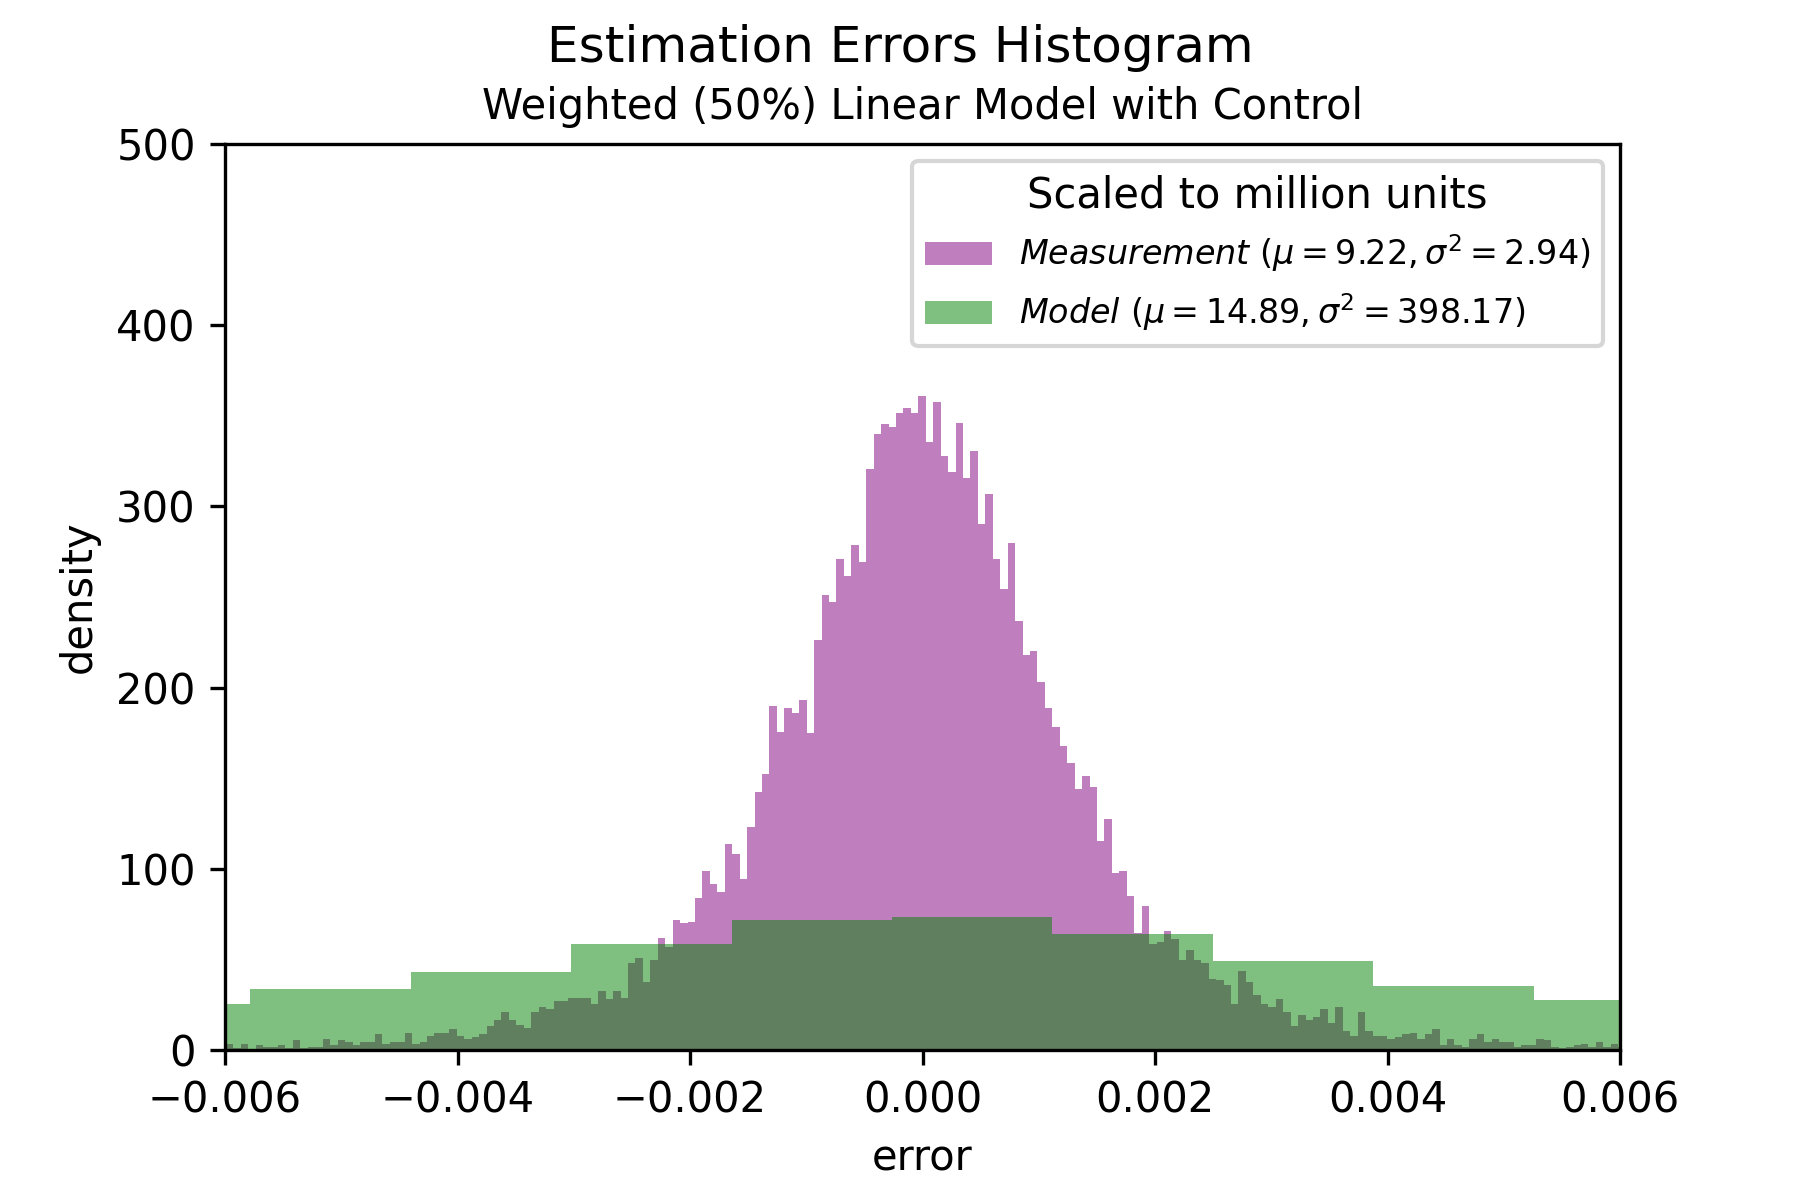 Estimation Errors Histogram
Weighted (50%) Linear Model with Control
Scaled to million units
Measurement (μ = 9.22, σ² = 2.94)
Model (μ = 14.89, σ² = 398.17)
500
400
300
200
100
0
density
−0.006 −0.004 −0.002 0.000 0.002 0.004 0.006
error